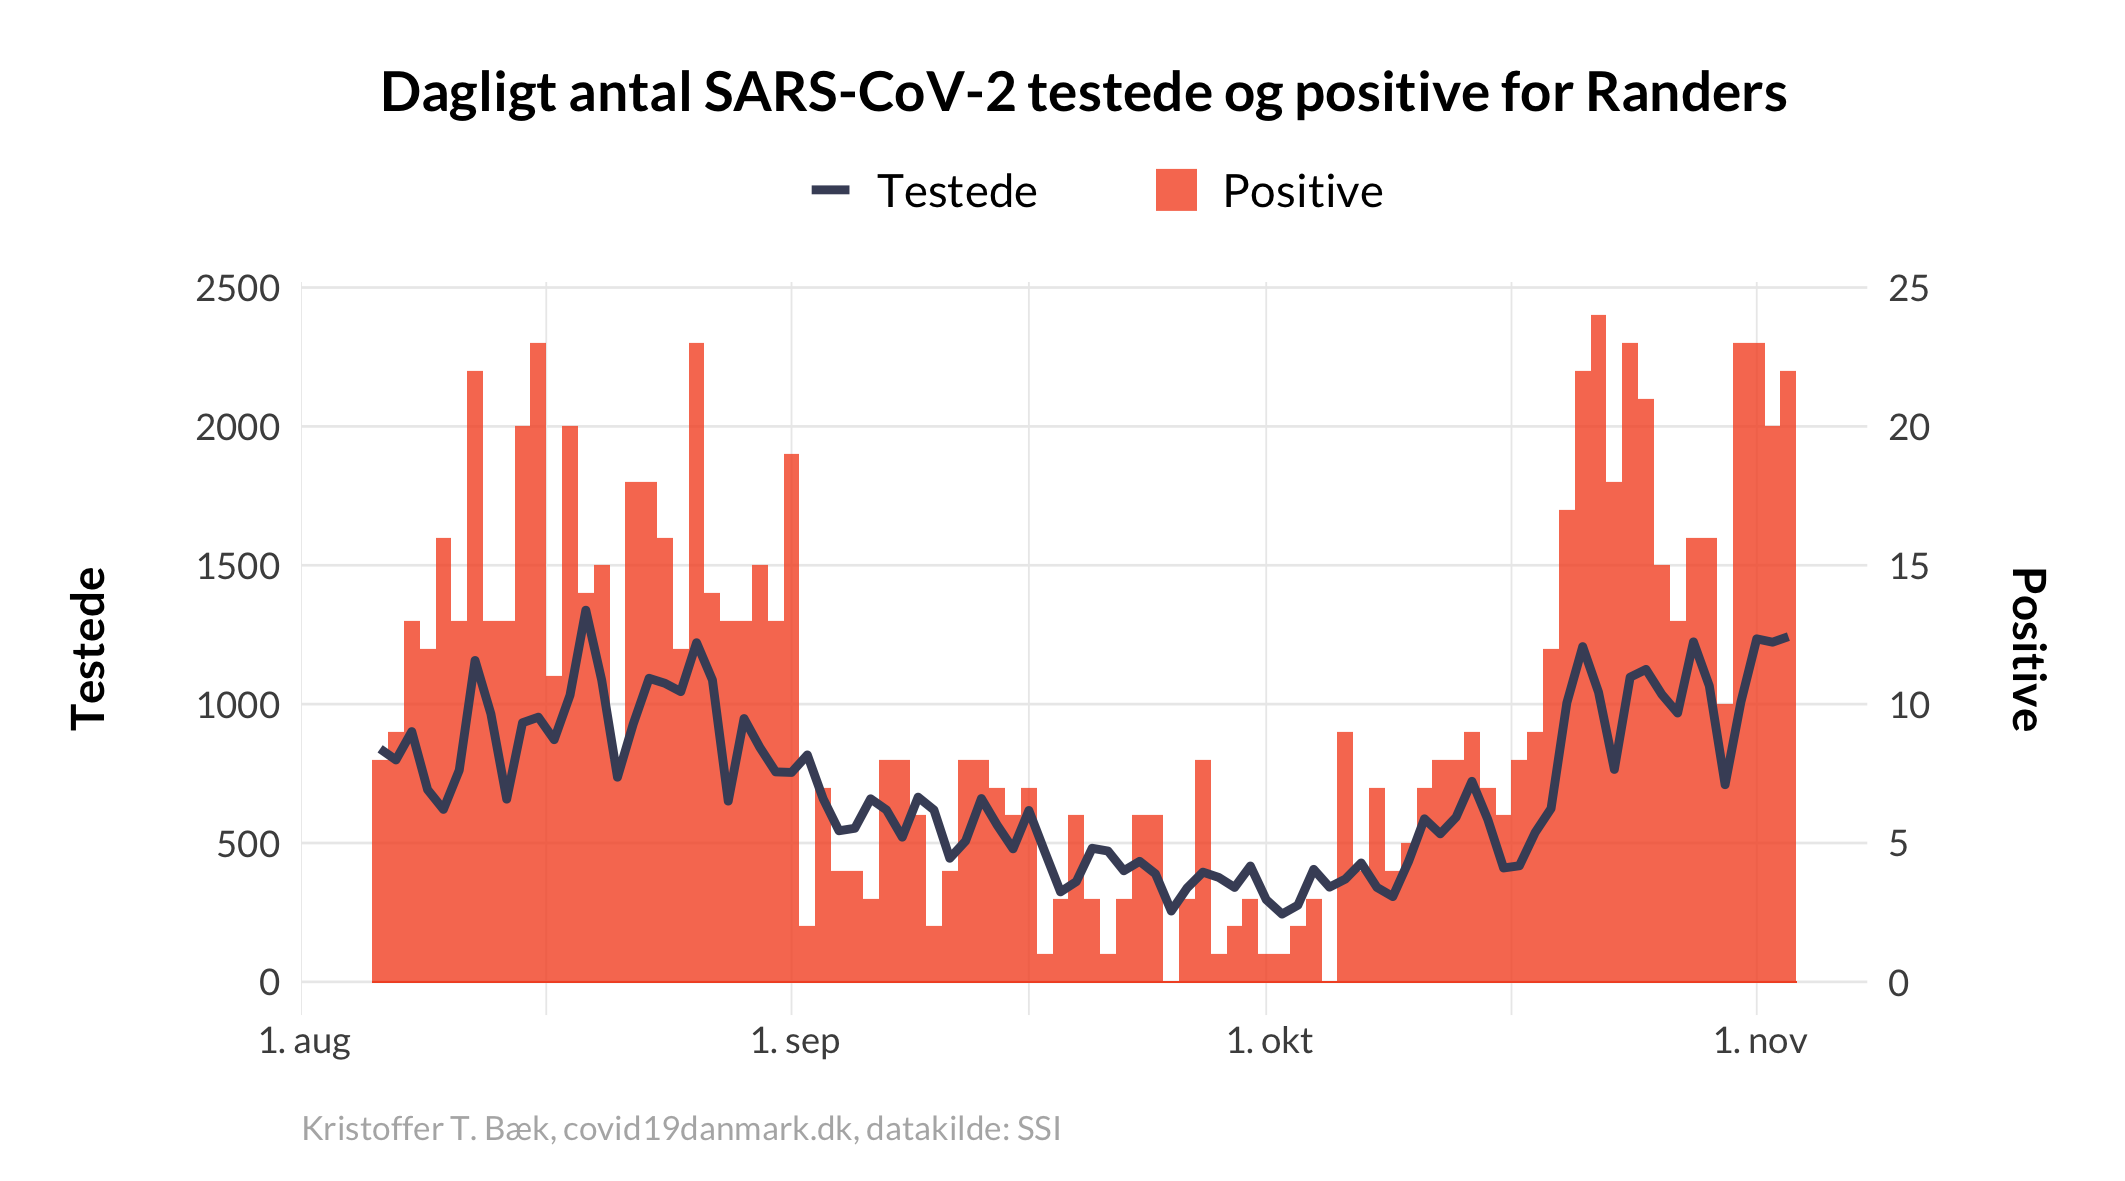 Dagligt antal SARS-CoV-2 testede og positive for Randers
Testede Positive
2500 25
2000 20
1500 15
1000 10
500 5
0 0
Testede
Positive
1. aug 1. sep 1. okt 1. nov
Kristoffer T. Bæk, covid19danmark.dk, datakilde: SSI